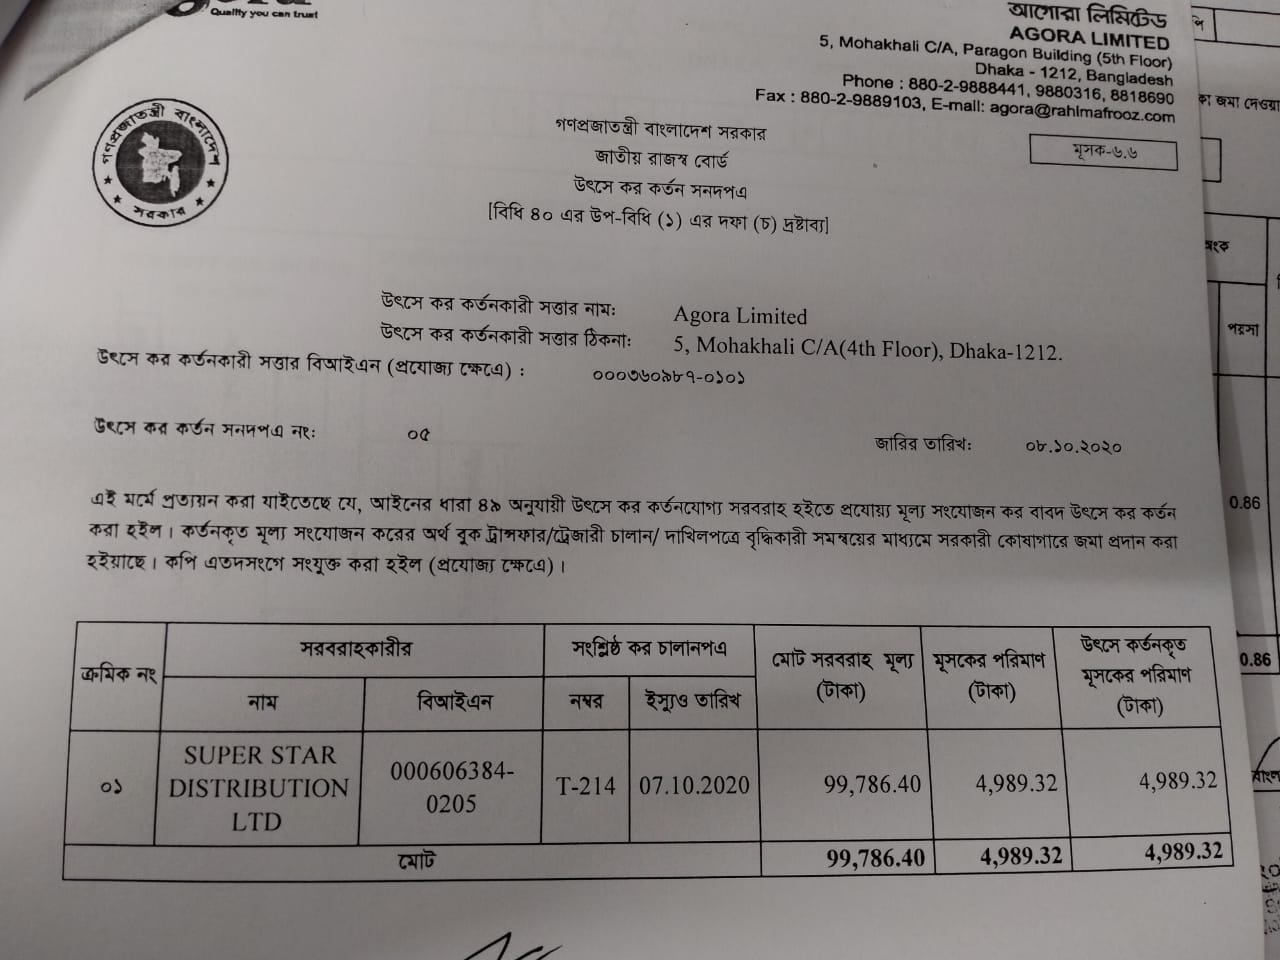 Quality you can trust
আগোরা লিমিটেড
AGORA LIMITED
5, Mohakhali C/A, Paragon Building (5th Floor)
Dhaka - 1212, Bangladesh
Phone : 880-2-9888441, 9880316, 8818690
Fax : 880-2-9889103, E-mail: agora@rahimafrooz.com
গণপ্রজাতন্ত্রী বাংলাদেশ
সরকার
গণপ্রজাতন্ত্রী বাংলাদেশ সরকার
জাতীয় রাজস্ব বোর্ড
মূসক-৬.৬
উৎসে কর কর্তন সনদপত্র
[বিধি ৪০ এর উপ-বিধি (১) এর দফা (চ) দ্রষ্টাব্য]
উৎসে কর কর্তনকারী সত্তার নাম: Agora Limited
উৎসে কর কর্তনকারী সত্তার ঠিকনা: 5, Mohakhali C/A(4th Floor), Dhaka-1212.
উৎসে কর কর্তনকারী সত্তার বিআইএন (প্রযোজ্য ক্ষেত্রে) : ০০০৩৬০৯৮৭-০১০১
উৎসে কর কর্তন সনদপত্র নং: ০৫ জারির তারিখ: ০৮.১০.২০২০
এই মর্মে প্রত্যয়ন করা যাইতেছে যে, আইনের ধারা ৪৯ অনুযায়ী উৎসে কর কর্তনযোগ্য সরবরাহ হইতে প্রযোয্য মূল্য সংযোজন কর বাবদ উৎসে কর কর্তন
করা হইল। কর্তনকৃত মূল্য সংযোজন করের অর্থ বুক ট্রান্সফার/ট্রেজারী চালান/ দাখিলপত্রে বৃদ্ধিকারী সমন্বয়ের মাধ্যমে সরকারী কোষাগারে জমা প্রদান করা
হইয়াছে। কপি এতদসংগে সংযুক্ত করা হইল (প্রযোজ্য ক্ষেত্রে)।
ক্রমিক নং সরবরাহকারীর সংশ্লিষ্ঠ কর চালানপত্র মোট সরবরাহ মূল্য (টাকা) মূসকের পরিমাণ (টাকা) উৎসে কর্তনকৃত মূসকের পরিমাণ (টাকা)
নাম বিআইএন নম্বর ইস্যুও তারিখ
০১ SUPER STAR DISTRIBUTION LTD 000606384-0205 T-214 07.10.2020 99,786.40 4,989.32 4,989.32
মোট 99,786.40 4,989.32 4,989.32
পয়সা
0.86
0.86